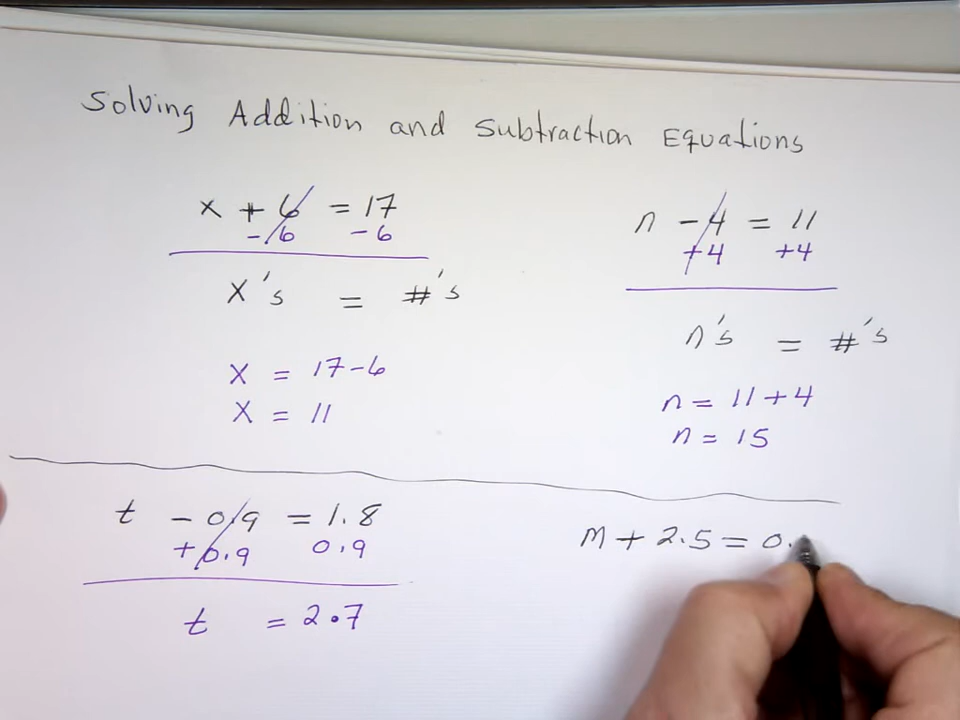 Solving Addition and Subtraction Equations
x + 6 = 17
- 6 - 6
x's = #'s
x = 17 - 6
x = 11
n - 4 = 11
+4 +4
n's = #'s
n = 11 + 4
n = 15
t - 0.9 = 1.8
+ 0.9 0.9
t = 2.7
m + 2.5 = 0.